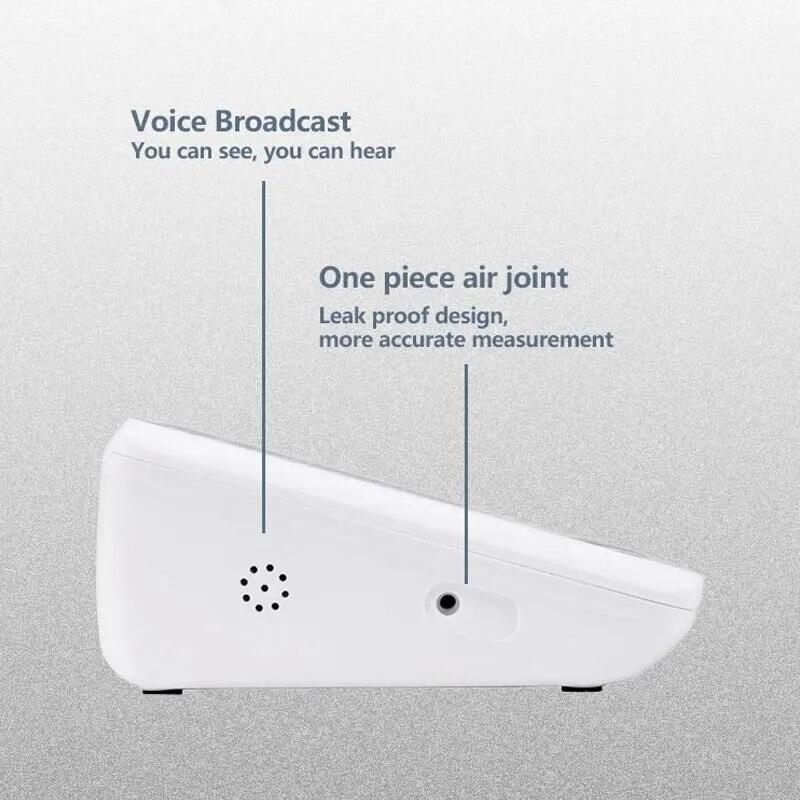 Voice Broadcast
You can see, you can hear
One piece air joint
Leak proof design,
more accurate measurement